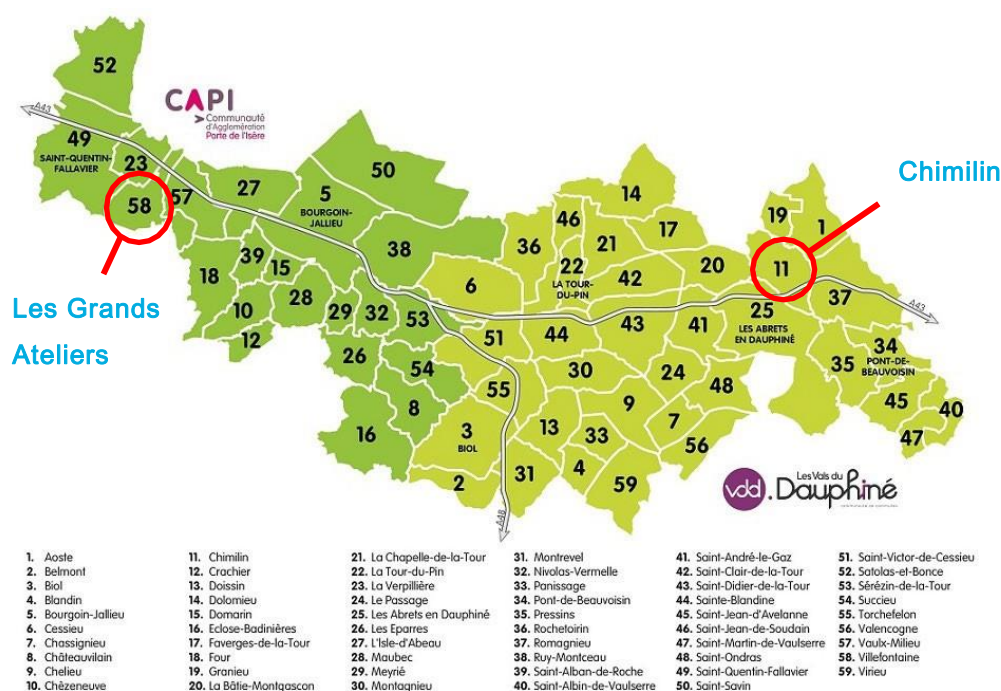 52
CAPI
Communauté
d'Agglomération
Porte de l'Isère
A43
49
SAINT-QUENTIN-
FALLAVIER
23
58
57
27
5
BOURGOIN-
JALLIEU
50
38
18
39
15
10
28
12
29
32
53
26
54
8
16
Les Grands
Ateliers
14
46
36
21
17
22
LA TOUR-
DU-PIN
42
20
6
19
1
11
Chimilin
37
A43
51
44
43
41
25
LES ABRETS
EN DAUPHINÉ
34
PONT-DE-
BEAUVOISIN
35
45
40
47
30
24
48
55
9
7
56
3
BIOL
13
33
2
31
4
59
A48
vdd
Les Vals du
Dauphiné
1. Aoste
2. Belmont
3. Biol
4. Blandin
5. Bourgoin-Jallieu
6. Cessieu
7. Chassignieu
8. Châteauvilain
9. Chelieu
10. Chèzeneuve
11. Chimilin
12. Crachier
13. Doissin
14. Dolomieu
15. Domarin
16. Eclose-Badinières
17. Faverges-de-la-Tour
18. Four
19. Granieu
20. La Bâtie-Montgascon
21. La Chapelle-de-la-Tour
22. La Tour-du-Pin
23. La Verpillière
24. Le Passage
25. Les Abrets en Dauphiné
26. Les Eparres
27. L'Isle-d'Abeau
28. Maubec
29. Meyrié
30. Montagnieu
31. Montrevel
32. Nivolas-Vermelle
33. Panissage
34. Pont-de-Beauvoisin
35. Pressins
36. Rochetoirin
37. Romagnieu
38. Ruy-Montceau
39. Saint-Alban-de-Roche
40. Saint-Albin-de-Vaulserre
41. Saint-André-le-Gaz
42. Saint-Clair-de-la-Tour
43. Saint-Didier-de-la-Tour
44. Sainte-Blandine
45. Saint-Jean-d'Avelanne
46. Saint-Jean-de-Soudain
47. Saint-Martin-de-Vaulserre
48. Saint-Ondras
49. Saint-Quentin-Fallavier
50. Saint-Savin
51. Saint-Victor-de-Cessieu
52. Satolas-et-Bonce
53. Sérézin-de-la-Tour
54. Succieu
55. Torchefelon
56. Valencogne
57. Vaulx-Milieu
58. Villefontaine
59. Virieu